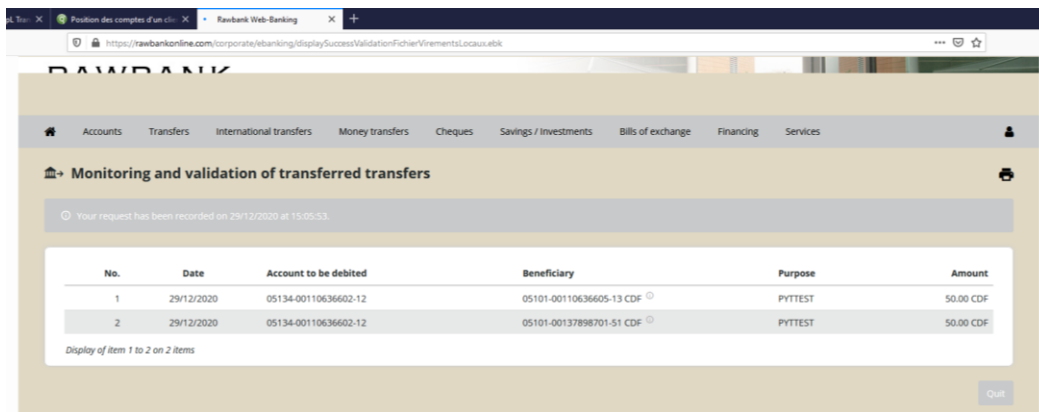 pl. Tran Position des comptes d'un clie Rawbank Web-Banking
https://rawbankonline.com/corporate/ebanking/displaySuccessValidationFichierVirementsLocaux.ebk
RAWBANK
Accounts Transfers International transfers Money transfers Cheques Savings / Investments Bills of exchange Financing Services
Monitoring and validation of transferred transfers
Your request has been recorded on 29/12/2020 at 15:05:53.
No. Date Account to be debited Beneficiary Purpose Amount
1 29/12/2020 05134-00110636602-12 05101-00110636605-13 CDF PYTTEST 50.00 CDF
2 29/12/2020 05134-00110636602-12 05101-00137898701-51 CDF PYTTEST 50.00 CDF
Display of item 1 to 2 on 2 items
Quit